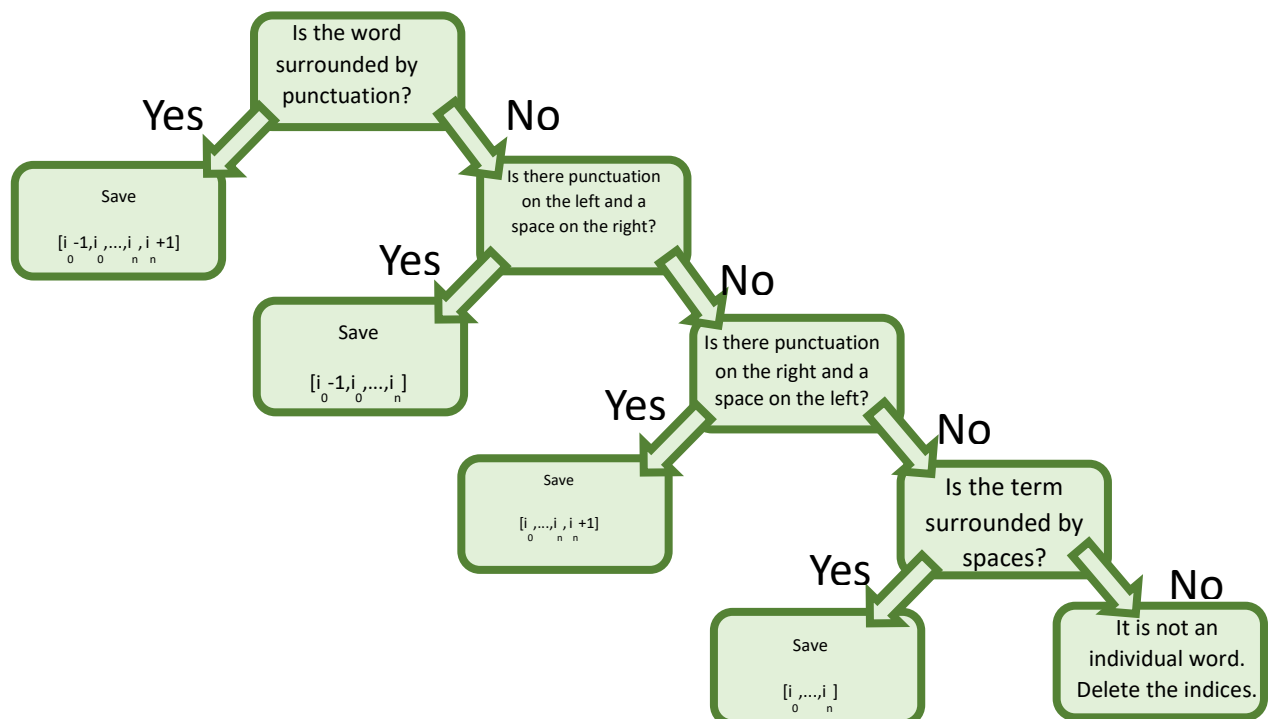 Is the word
surrounded by
punctuation?
Yes
No
Save
[i₀-1,i₀,...,iₙ,iₙ+1]
Is there punctuation
on the left and a
space on the right?
Yes
No
Save
[i₀-1,i₀,...,iₙ]
Is there punctuation
on the right and a
space on the left?
Yes
No
Save
[i₀,...,iₙ,iₙ+1]
Is the term
surrounded by
spaces?
Yes
No
Save
[i₀,...,iₙ]
It is not an
individual word.
Delete the indices.